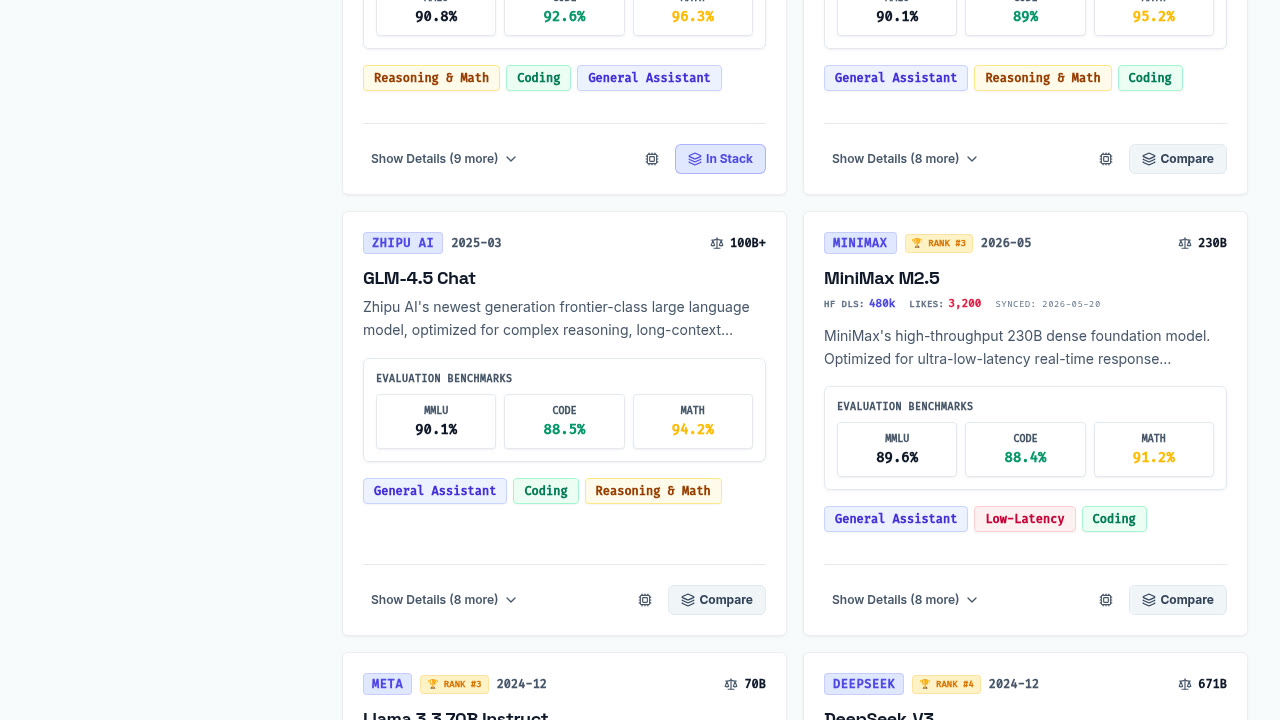 90.8%
92.6%
96.3%
Reasoning & Math
Coding
General Assistant
Show Details (9 more)
In Stack
90.1%
89%
95.2%
General Assistant
Reasoning & Math
Coding
Show Details (8 more)
Compare
ZHIPU AI 2025-03 100B+
GLM-4.5 Chat
Zhipu AI's newest generation frontier-class large language
model, optimized for complex reasoning, long-context...
EVALUATION BENCHMARKS
MMLU
90.1%
CODE
88.5%
MATH
94.2%
General Assistant
Coding
Reasoning & Math
Show Details (8 more)
Compare
MINIMAX 🏆 RANK #3 2026-05 230B
MiniMax M2.5
HF DLS: 480k LIKES: 3,200 SYNCED: 2026-05-20
MiniMax's high-throughput 230B dense foundation model.
Optimized for ultra-low-latency real-time response...
EVALUATION BENCHMARKS
MMLU
89.6%
CODE
88.4%
MATH
91.2%
General Assistant
Low-Latency
Coding
Show Details (8 more)
Compare
META 🏆 RANK #3 2024-12 70B
Llama 3.3 70B Instruct
DEEPSEEK 🏆 RANK #4 2024-12 671B
DeepSeek V3